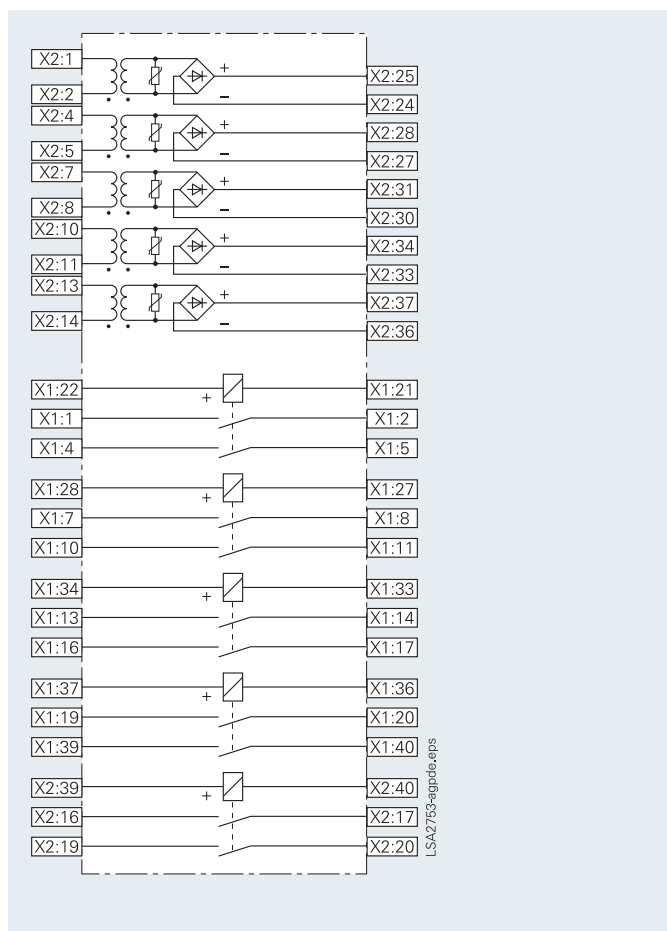 X2:1
+
X2:25
X2:2
−
X2:24
X2:4
+
X2:28
X2:5
−
X2:27
X2:7
+
X2:31
X2:8
−
X2:30
X2:10
+
X2:34
X2:11
−
X2:33
X2:13
+
X2:37
X2:14
−
X2:36
X1:22
+
X1:21
X1:1
X1:2
X1:4
X1:5
X1:28
+
X1:27
X1:7
X1:8
X1:10
X1:11
X1:34
+
X1:33
X1:13
X1:14
X1:16
X1:17
X1:37
+
X1:36
X1:19
X1:20
X1:39
X1:40
X2:39
+
X2:40
X2:16
X2:17
X2:19
X2:20
LSA2753-agpde.eps